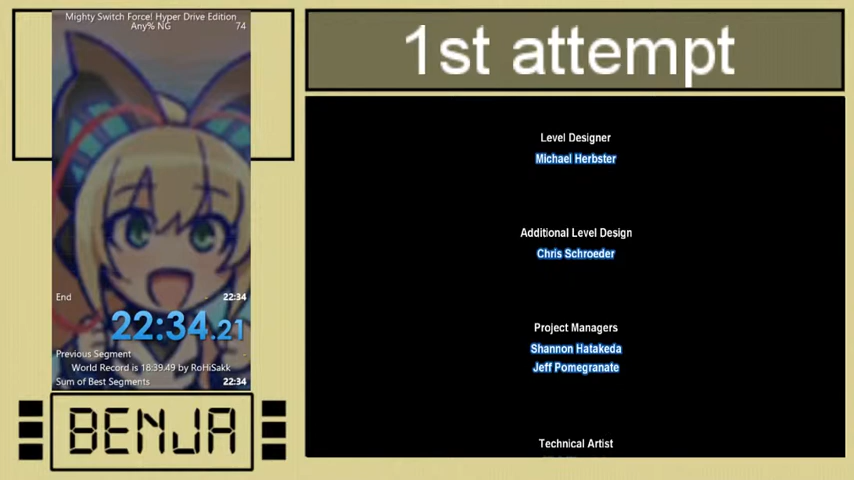 Mighty Switch Force! Hyper Drive Edition
Any% NG 74
1st attempt
Level Designer
Michael Herbster
Additional Level Design
Chris Schroeder
Project Managers
Shannon Hatakeda
Jeff Pomegranate
Technical Artist
End - 22:34
22:34.21
Previous Segment -
World Record is 18:39.49 by RoHiSakk
Sum of Best Segments 22:34
BENJA